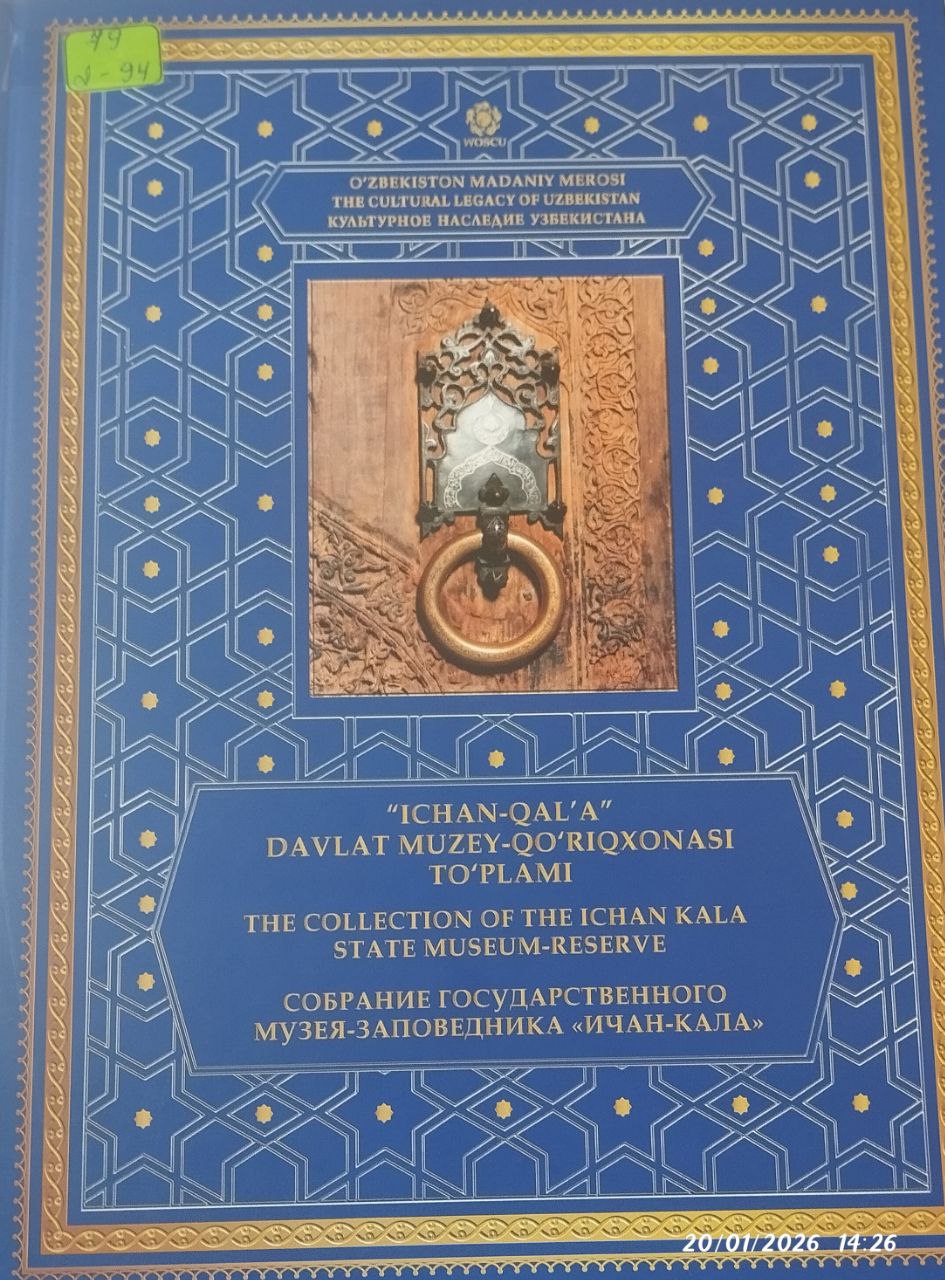 79
WOSCU
O‘ZBEKISTON MADANIY MEROSI
THE CULTURAL LEGACY OF UZBEKISTAN
КУЛЬТУРНОЕ НАСЛЕДИЕ УЗБЕКИСТАНА
“ICHAN-QAL’A”
DAVLAT MUZEY-QO‘RIQXONASI
TO‘PLAMI
THE COLLECTION OF THE ICHAN KALA
STATE MUSEUM-RESERVE
СОБРАНИЕ ГОСУДАРСТВЕННОГО
МУЗЕЯ-ЗАПОВЕДНИКА «ИЧАН-КАЛА»
20/01/2026 14:26